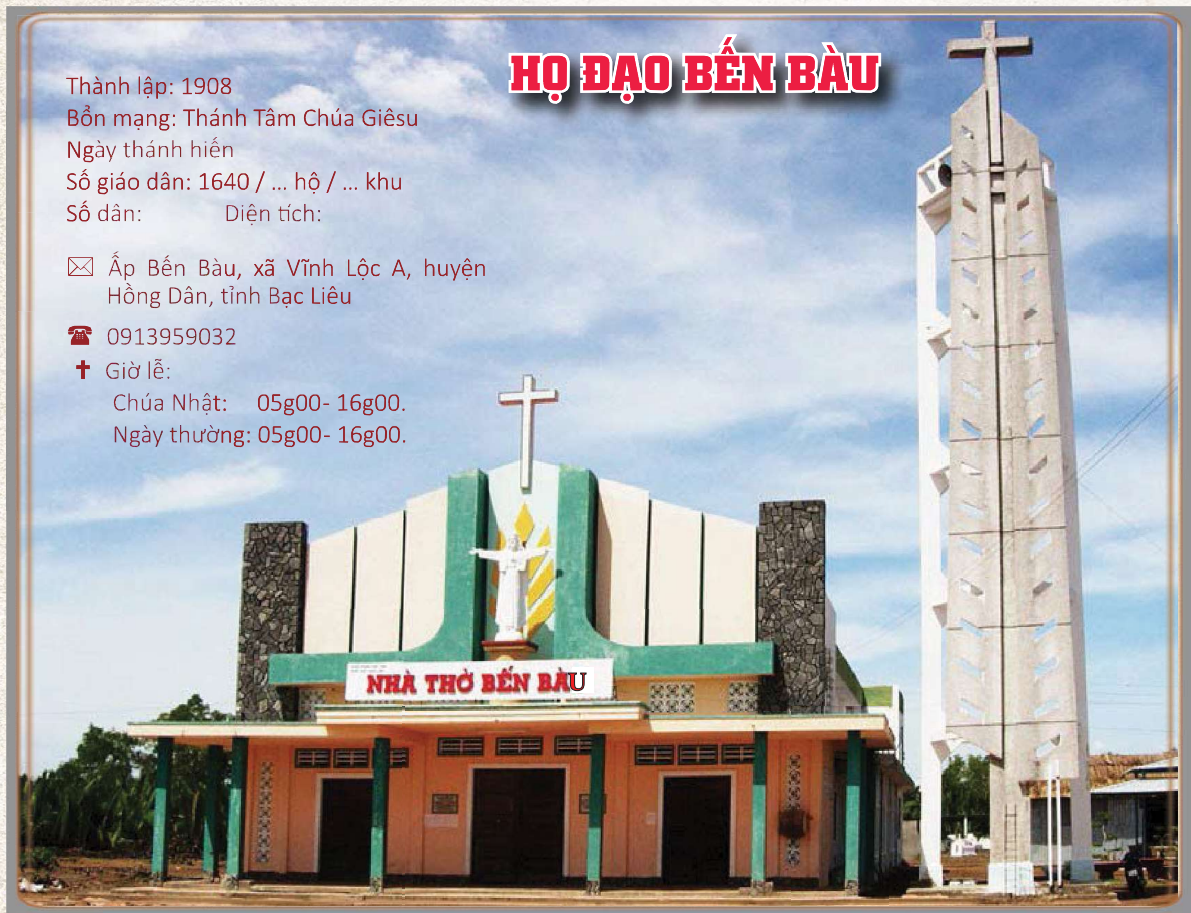 HỌ ĐẠO BẾN BÀU
Thành lập: 1908
Bổn mạng: Thánh Tâm Chúa Giêsu
Ngày thánh hiến
Số giáo dân: 1640 / ... hộ / ... khu
Số dân: Diện tích:
Ấp Bến Bàu, xã Vĩnh Lộc A, huyện
Hồng Dân, tỉnh Bạc Liêu
0913959032
Giờ lễ:
Chúa Nhật: 05g00- 16g00.
Ngày thường: 05g00- 16g00.
NHÀ THỜ BẾN BÀU